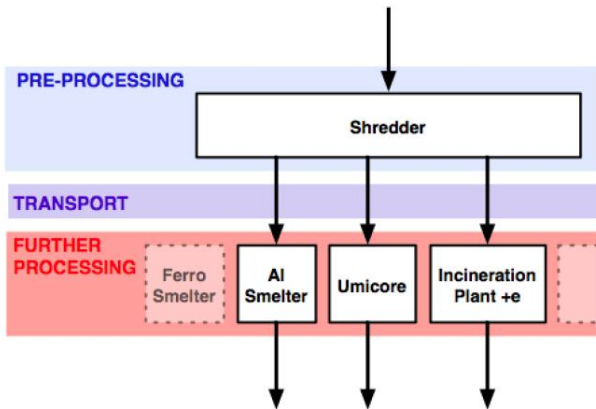 PRE-PROCESSING
Shredder
TRANSPORT
FURTHER
PROCESSING
Ferro
Smelter
Al
Smelter
Umicore
Incineration
Plant +e